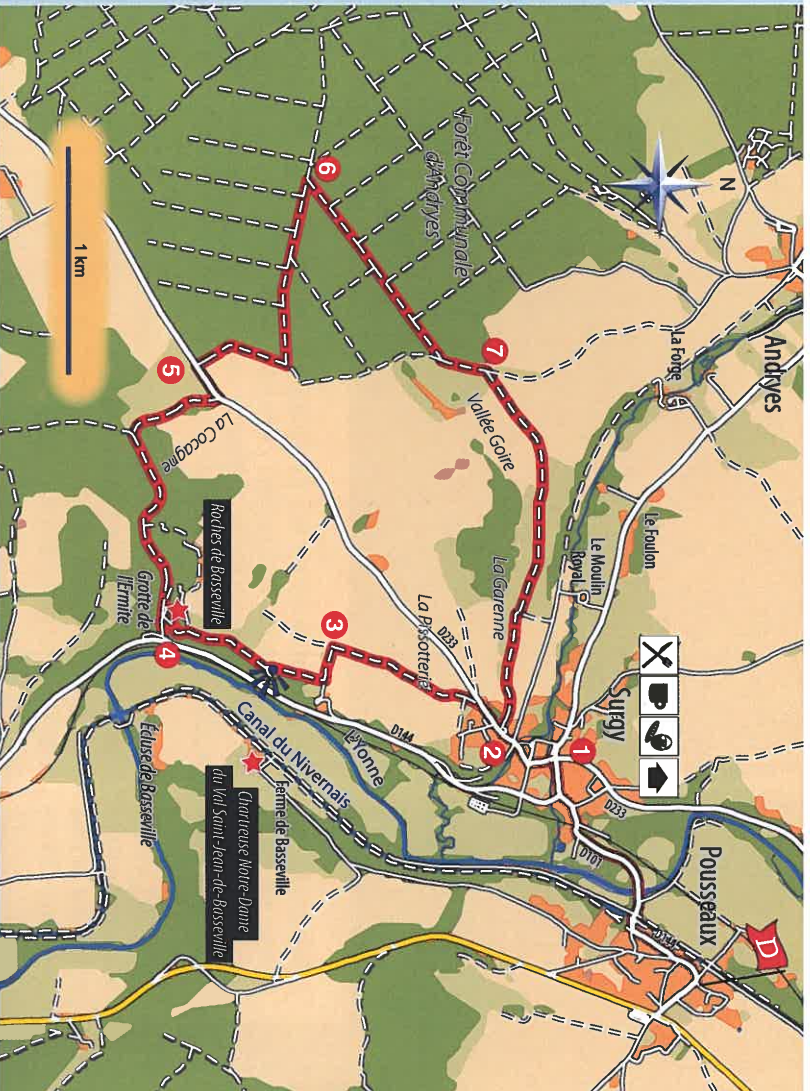 N
Andryes
La Forge
Forêt Communale
d'Andryes
6
7
Vallée Goire
Le Foulon
Le Moulin
Royal
La Garenne
1 km
5
La Cocagne
Roches de Basseville
Grotte de
l'Ermite
4
3
La Pissotterie
D233
2
1
Surgy
D233
D144
L'Yonne
Canal du Nivernais
Écluse de Basseville
Ferme de Basseville
Chartreuse Notre-Dame
du Val Saint-Jean-de-Basseville
D101
Pousseaux
D